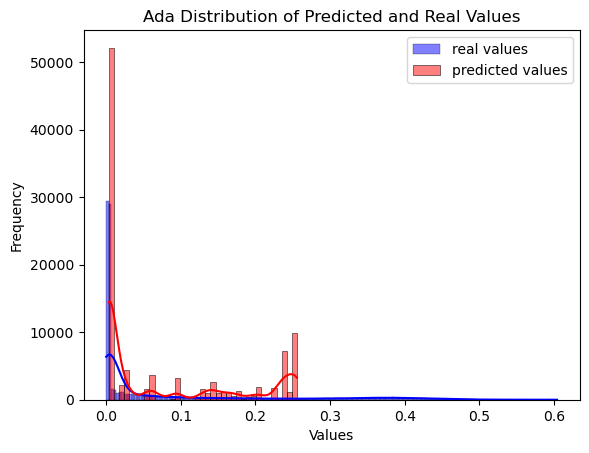 Ada Distribution of Predicted and Real Values
real values
predicted values
Frequency
50000
40000
30000
20000
10000
0
0.0 0.1 0.2 0.3 0.4 0.5 0.6
Values